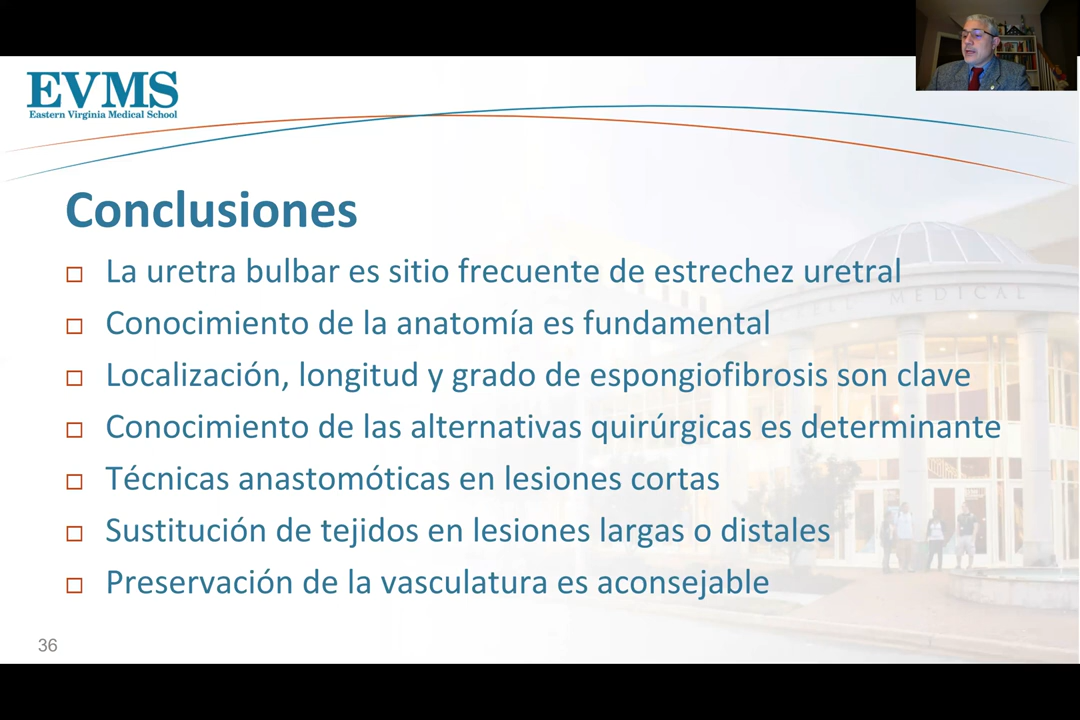 EVMS
Eastern Virginia Medical School
Conclusiones
La uretra bulbar es sitio frecuente de estrechez uretral
Conocimiento de la anatomía es fundamental
Localización, longitud y grado de espongiofibrosis son clave
Conocimiento de las alternativas quirúrgicas es determinante
Técnicas anastomóticas en lesiones cortas
Sustitución de tejidos en lesiones largas o distales
Preservación de la vasculatura es aconsejable
MEDICAL
36